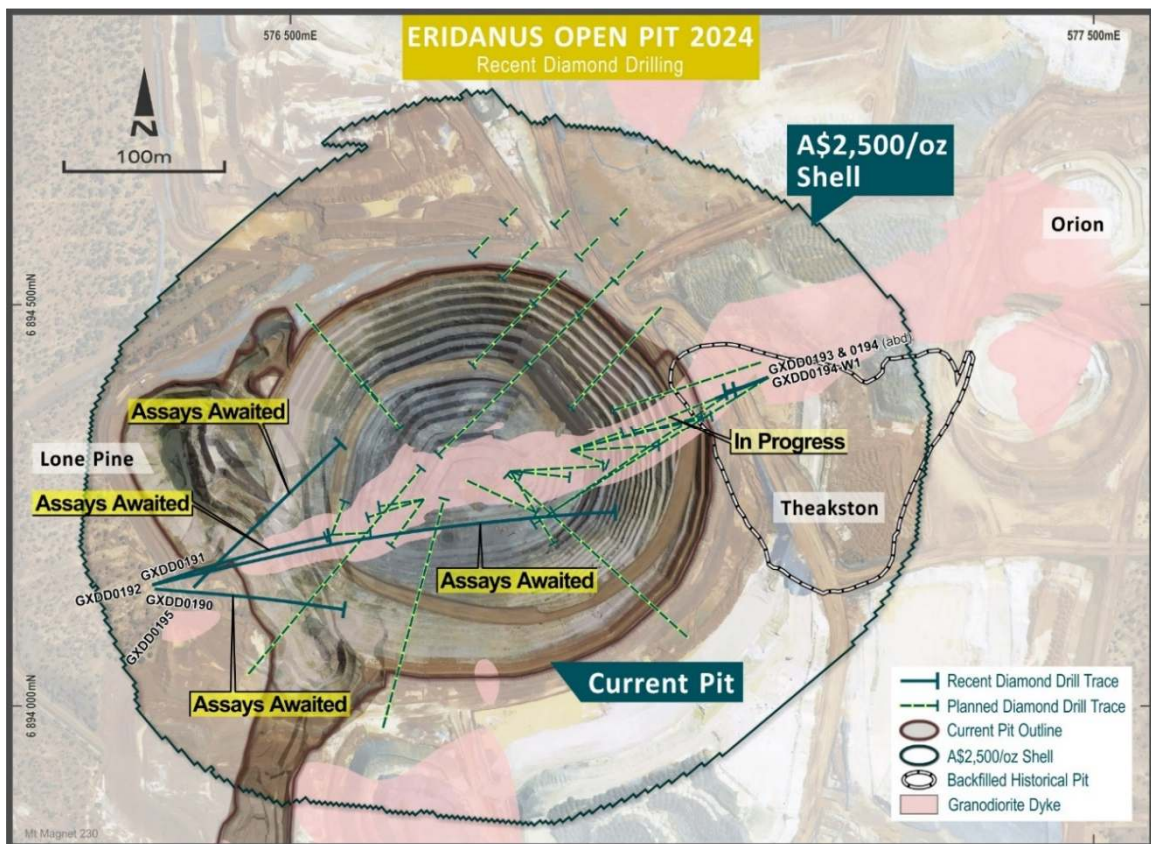 576 500mE
ERIDANUS OPEN PIT 2024
Recent Diamond Drilling
577 500mE
N
100m
A$2,500/oz
Shell
Orion
6 894 500mN
GXDD0193 & 0194 (abd)
GXDD0194-W1
Assays Awaited
In Progress
Lone Pine
Assays Awaited
Theakston
GXDD0191
GXDD0192
GXDD0190
GXDD0195
Assays Awaited
Assays Awaited
Current Pit
6 894 000mN
Recent Diamond Drill Trace
Planned Diamond Drill Trace
Current Pit Outline
A$2,500/oz Shell
Backfilled Historical Pit
Granodiorite Dyke
Mt Magnet 230